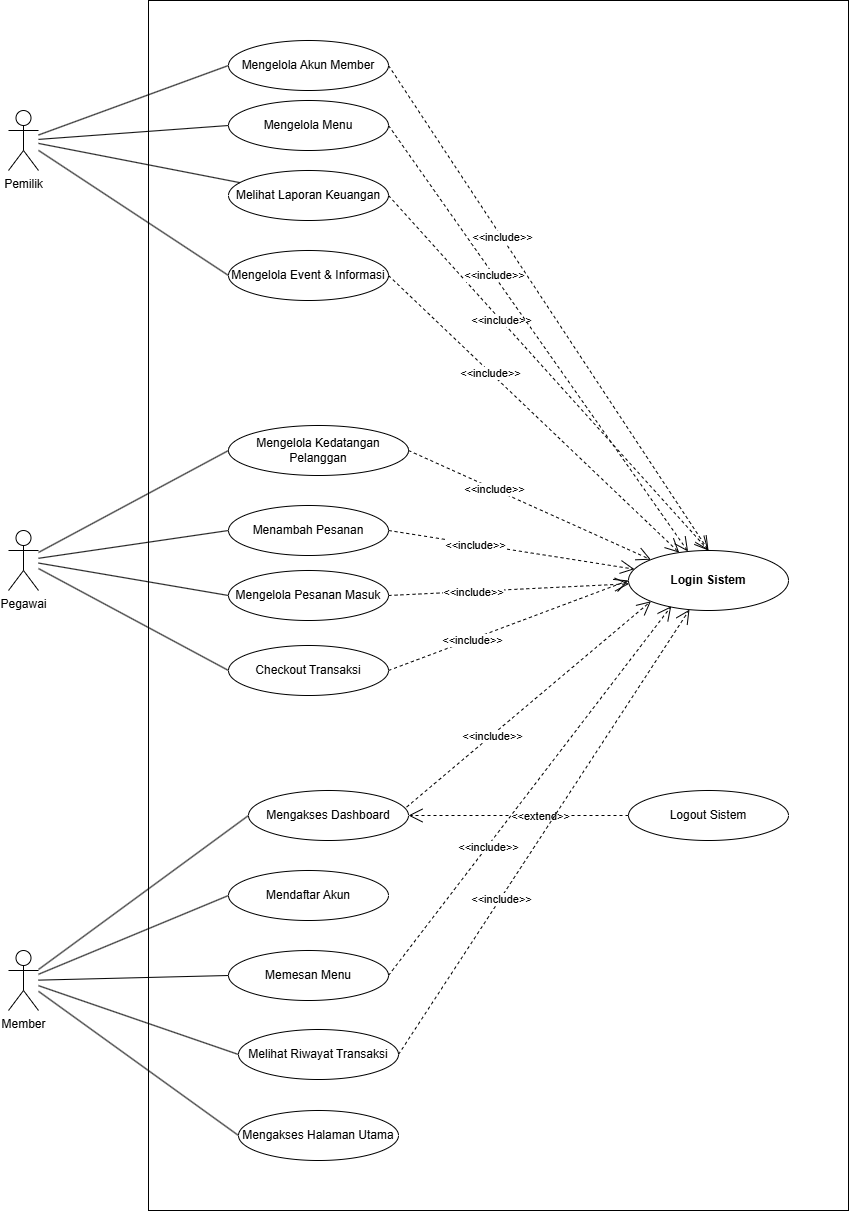 Mengelola Akun Member
Mengelola Menu
Pemilik
Melihat Laporan Keuangan
<<include>>
Mengelola Event & Informasi
<<include>>
<<include>>
<<include>>
Mengelola Kedatangan
Pelanggan
<<include>>
Menambah Pesanan
<<include>>
Login Sistem
Mengelola Pesanan Masuk
<<include>>
Pegawai
<<include>>
Checkout Transaksi
<<include>>
Mengakses Dashboard
<<extend>>
Logout Sistem
<<include>>
Mendaftar Akun
<<include>>
Memesan Menu
Member
Melihat Riwayat Transaksi
Mengakses Halaman Utama